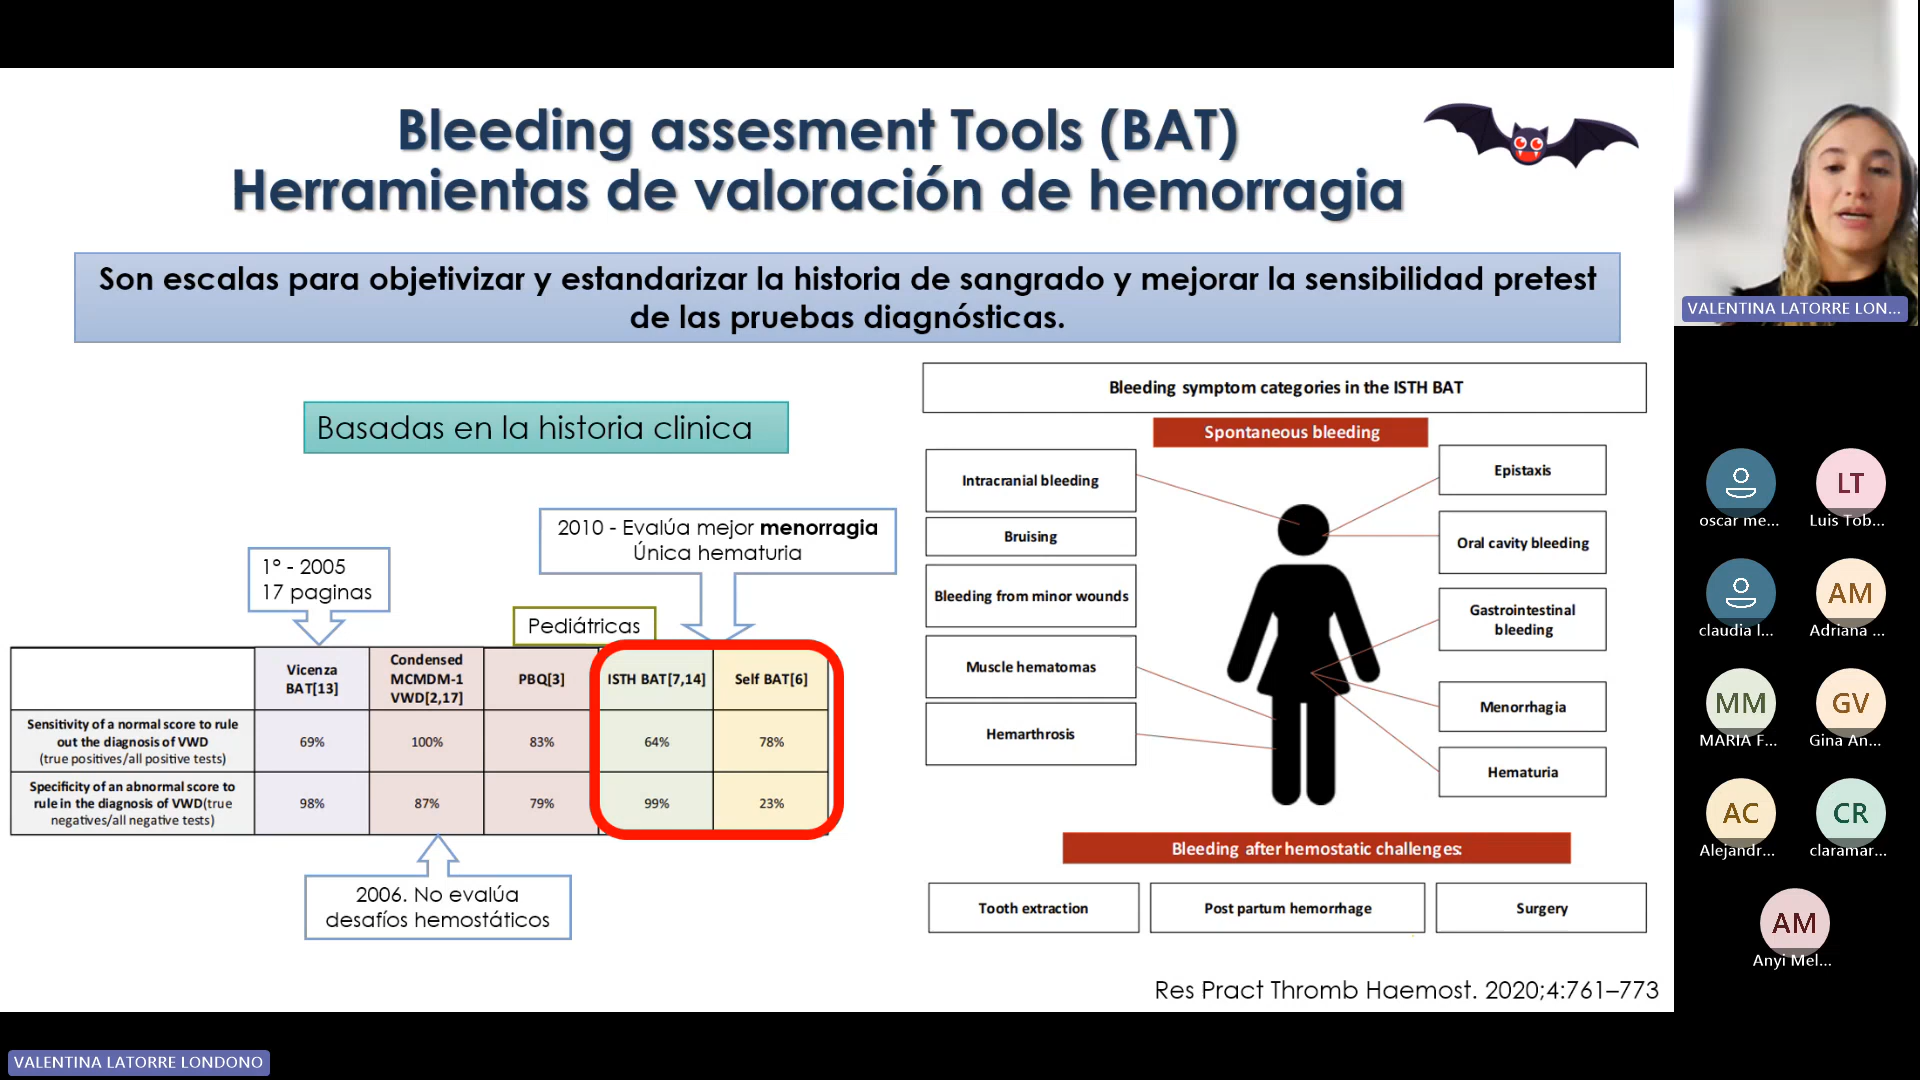 Bleeding assesment Tools (BAT)
Herramientas de valoración de hemorragia
Son escalas para objetivizar y estandarizar la historia de sangrado y mejorar la sensibilidad pretest
de las pruebas diagnósticas.
Basadas en la historia clinica
1° - 2005
17 paginas
2010 - Evalúa mejor menorragia
Única hematuria
Pediátricas
Vicenza
BAT[13]
Condensed
MCMDM-1
VWD[2,17]
PBQ[3]
ISTH BAT[7,14]
Self BAT[6]
Sensitivity of a normal score to rule
out the diagnosis of VWD
(true positives/all positive tests)
69%
100%
83%
64%
78%
Specificity of an abnormal score to
rule in the diagnosis of VWD(true
negatives/all negative tests)
98%
87%
79%
99%
23%
2006. No evalúa
desafíos hemostáticos
Bleeding symptom categories in the ISTH BAT
Spontaneous bleeding
Intracranial bleeding
Bruising
Bleeding from minor wounds
Muscle hematomas
Hemarthrosis
Epistaxis
Oral cavity bleeding
Gastrointestinal
bleeding
Menorrhagia
Hematuria
Bleeding after hemostatic challenges:
Tooth extraction
Post partum hemorrhage
Surgery
Res Pract Thromb Haemost. 2020;4:761–773
VALENTINA LATORRE LON...
oscar me...
LT
Luis Tob...
claudia l...
AM
Adriana ...
MM
MARIA F...
GV
Gina An...
AC
Alejandr...
CR
claramar...
AM
Anyi Mel...
VALENTINA LATORRE LONDONO